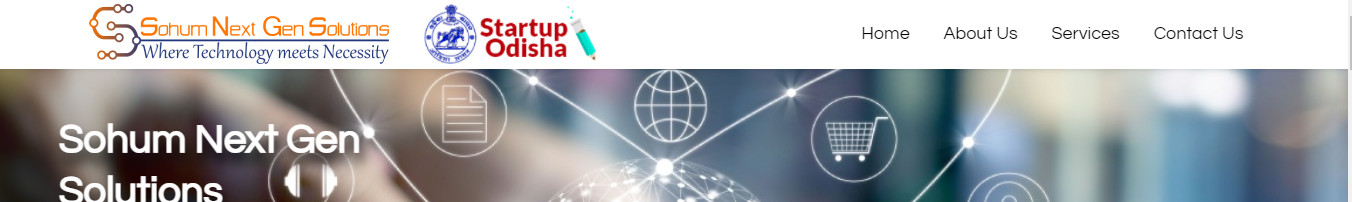 Sohum Next Gen Solutions
Where Technology meets Necessity
Startup
Odisha
Home
About Us
Services
Contact Us
Sohum Next Gen
Solutions